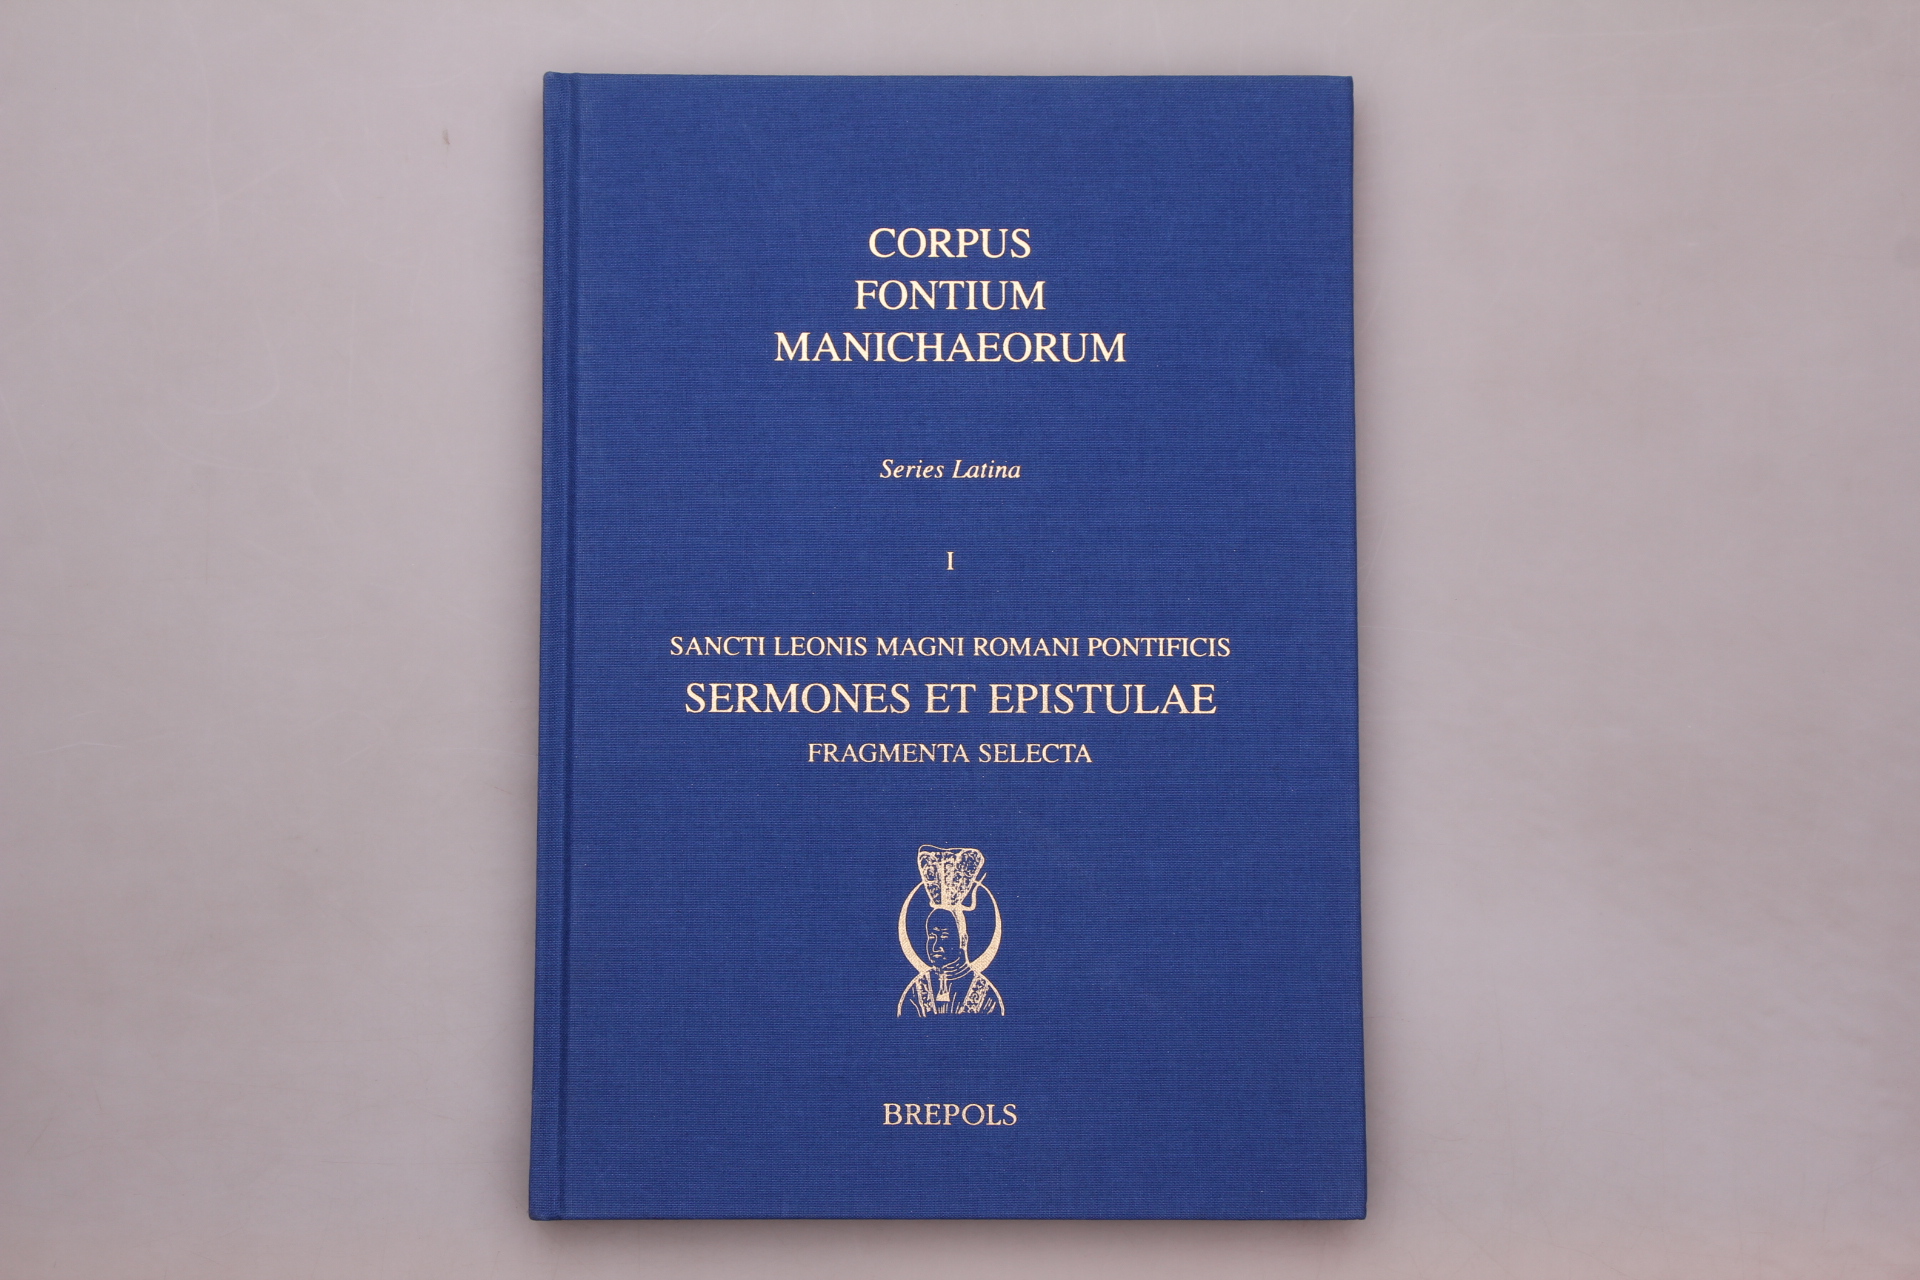 CORPUS
FONTIUM
MANICHAEORUM
Series Latina
I
SANCTI LEONIS MAGNI ROMANI PONTIFICIS
SERMONES ET EPISTULAE
FRAGMENTA SELECTA
BREPOLS